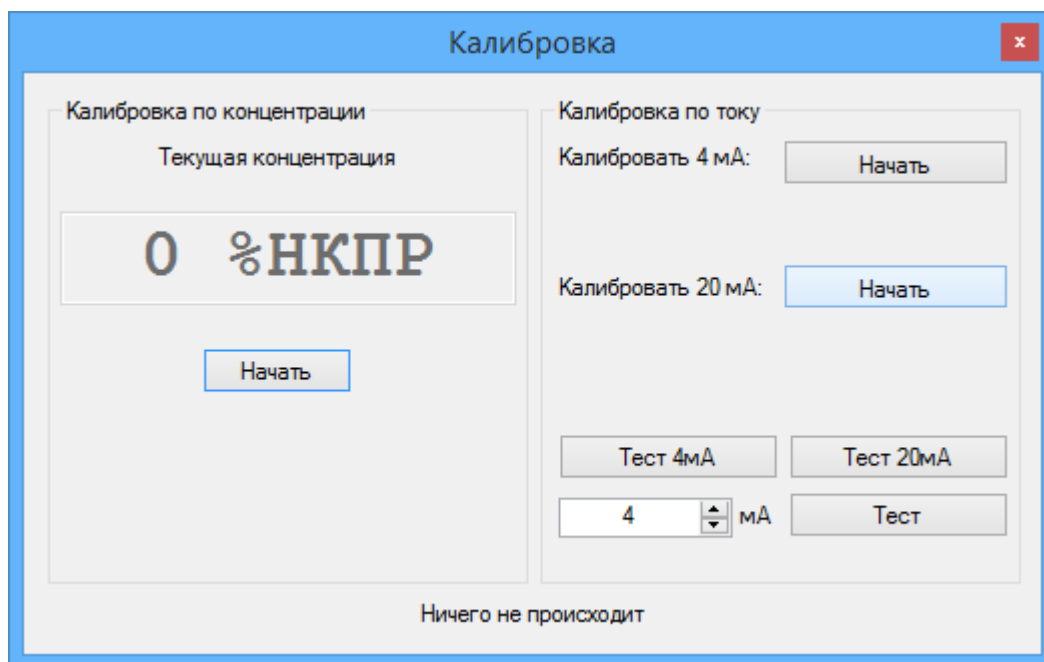 Калибровка
x
Калибровка по концентрации
Текущая концентрация
0 %НКПР
Начать
Калибровка по току
Калибровать 4 мА:
Начать
Калибровать 20 мА:
Начать
Тест 4мА
Тест 20мА
4
мА
Тест
Ничего не происходит